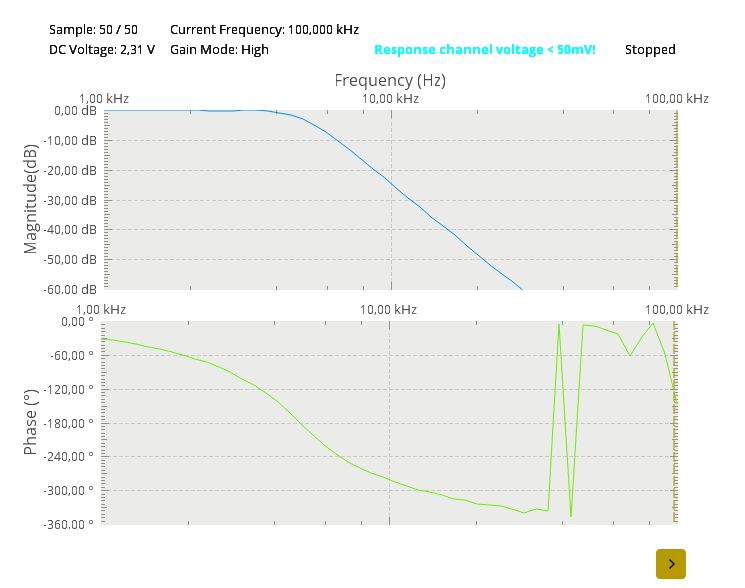 Sample: 50 / 50 Current Frequency: 100,000 kHz
DC Voltage: 2,31 V Gain Mode: High Response channel voltage < 50mV! Stopped
Frequency (Hz)
1,00 kHz 10,00 kHz 100,00 kHz
0,00 dB
-10,00 dB
-20,00 dB
-30,00 dB
-40,00 dB
-50,00 dB
-60.00 dB
Magnitude(dB)
1,00 kHz 10,00 kHz 100,00 kHz
0,00 °
-60,00 °
-120,00 °
-180,00 °
-240,00 °
-300,00 °
-360.00 °
Phase (°)